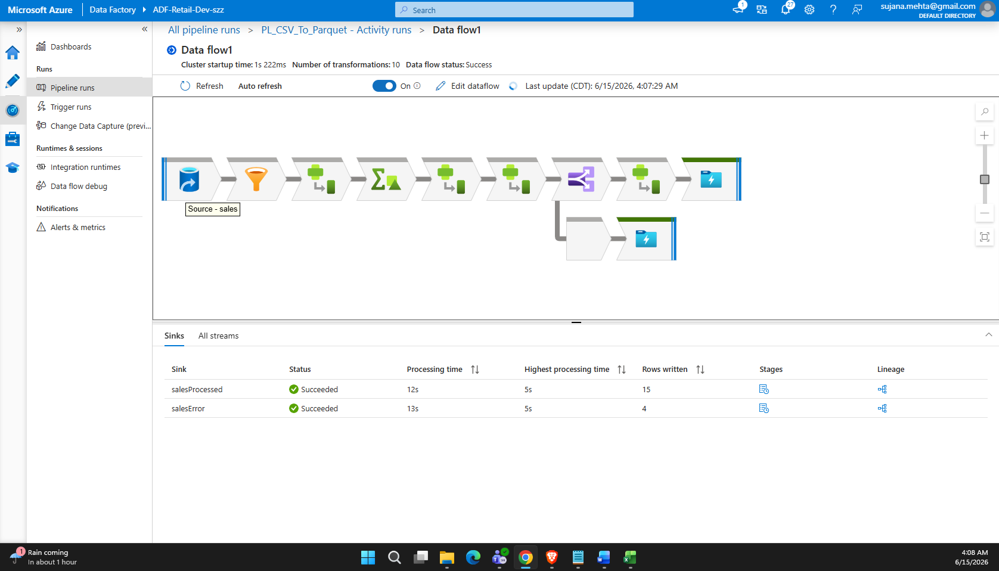 Microsoft Azure Data Factory ADF-Retail-Dev-szz Search 1 27 sujana.mehta@gmail.com
DEFAULT DIRECTORY
All pipeline runs > PL_CSV_To_Parquet - Activity runs > Data flow1
Data flow1
Cluster startup time: 1s 222ms Number of transformations: 10 Data flow status: Success
Refresh Auto refresh On Edit dataflow Last update (CDT): 6/15/2026, 4:07:29 AM
Dashboards
Runs
Pipeline runs
Trigger runs
Change Data Capture (previ...
Runtimes & sessions
Integration runtimes
Data flow debug
Notifications
Alerts & metrics
Source - sales
Sinks All streams
Sink Status Processing time Highest processing time Rows written Stages Lineage
salesProcessed Succeeded 12s 5s 15
salesError Succeeded 13s 5s 4
1 Rain coming
In about 1 hour
4:08 AM
6/15/2026